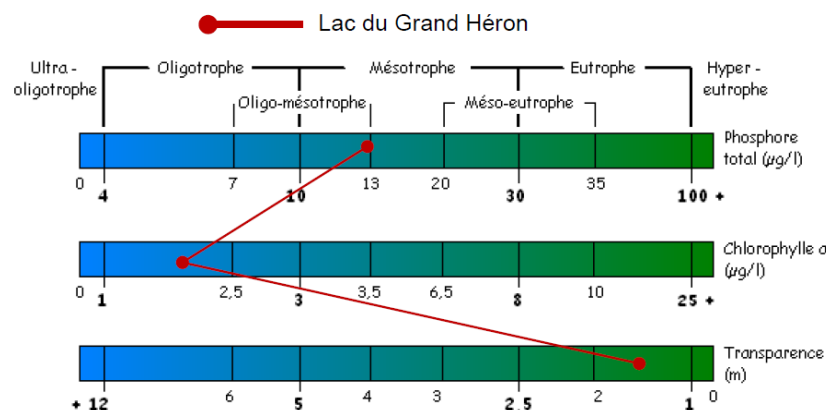 Lac du Grand Héron
Ultra-
oligotrophe
Oligotrophe
Mésotrophe
Eutrophe
Hyper-
eutrophe
Oligo-mésotrophe
Méso-eutrophe
Phosphore
total (µg/l)
0 4 7 10 13 20 30 35 100 +
Chlorophylle a
(µg/l)
0 1 2,5 3 3,5 6,5 8 10 25 +
Transparence
(m)
+ 12 6 5 4 3 2,5 2 1 0